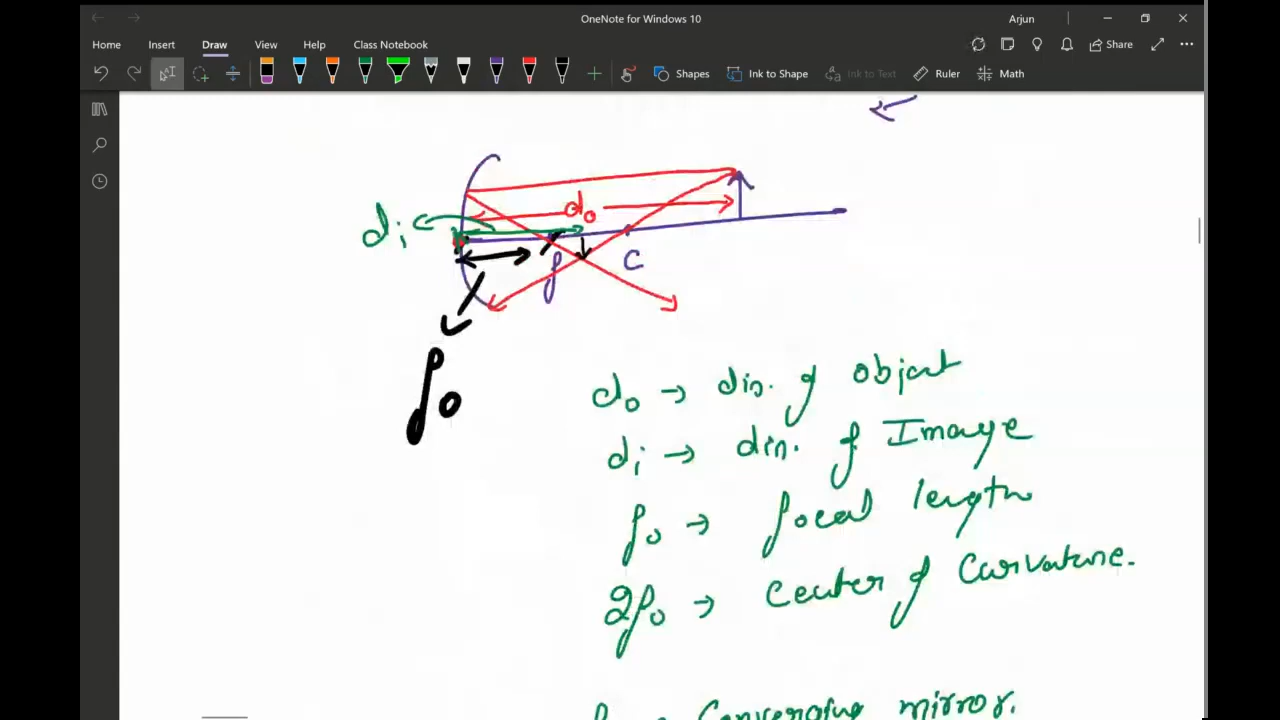 OneNote for Windows 10
Arjun
Home Insert Draw View Help Class Notebook
Share
Shapes Ink to Shape Ink to Text Ruler Math
do
di
f C
fo
do → dis. of object
di → dis. of Image
fo → focal length
2fo → Center of Curvature.
Converging mirror.